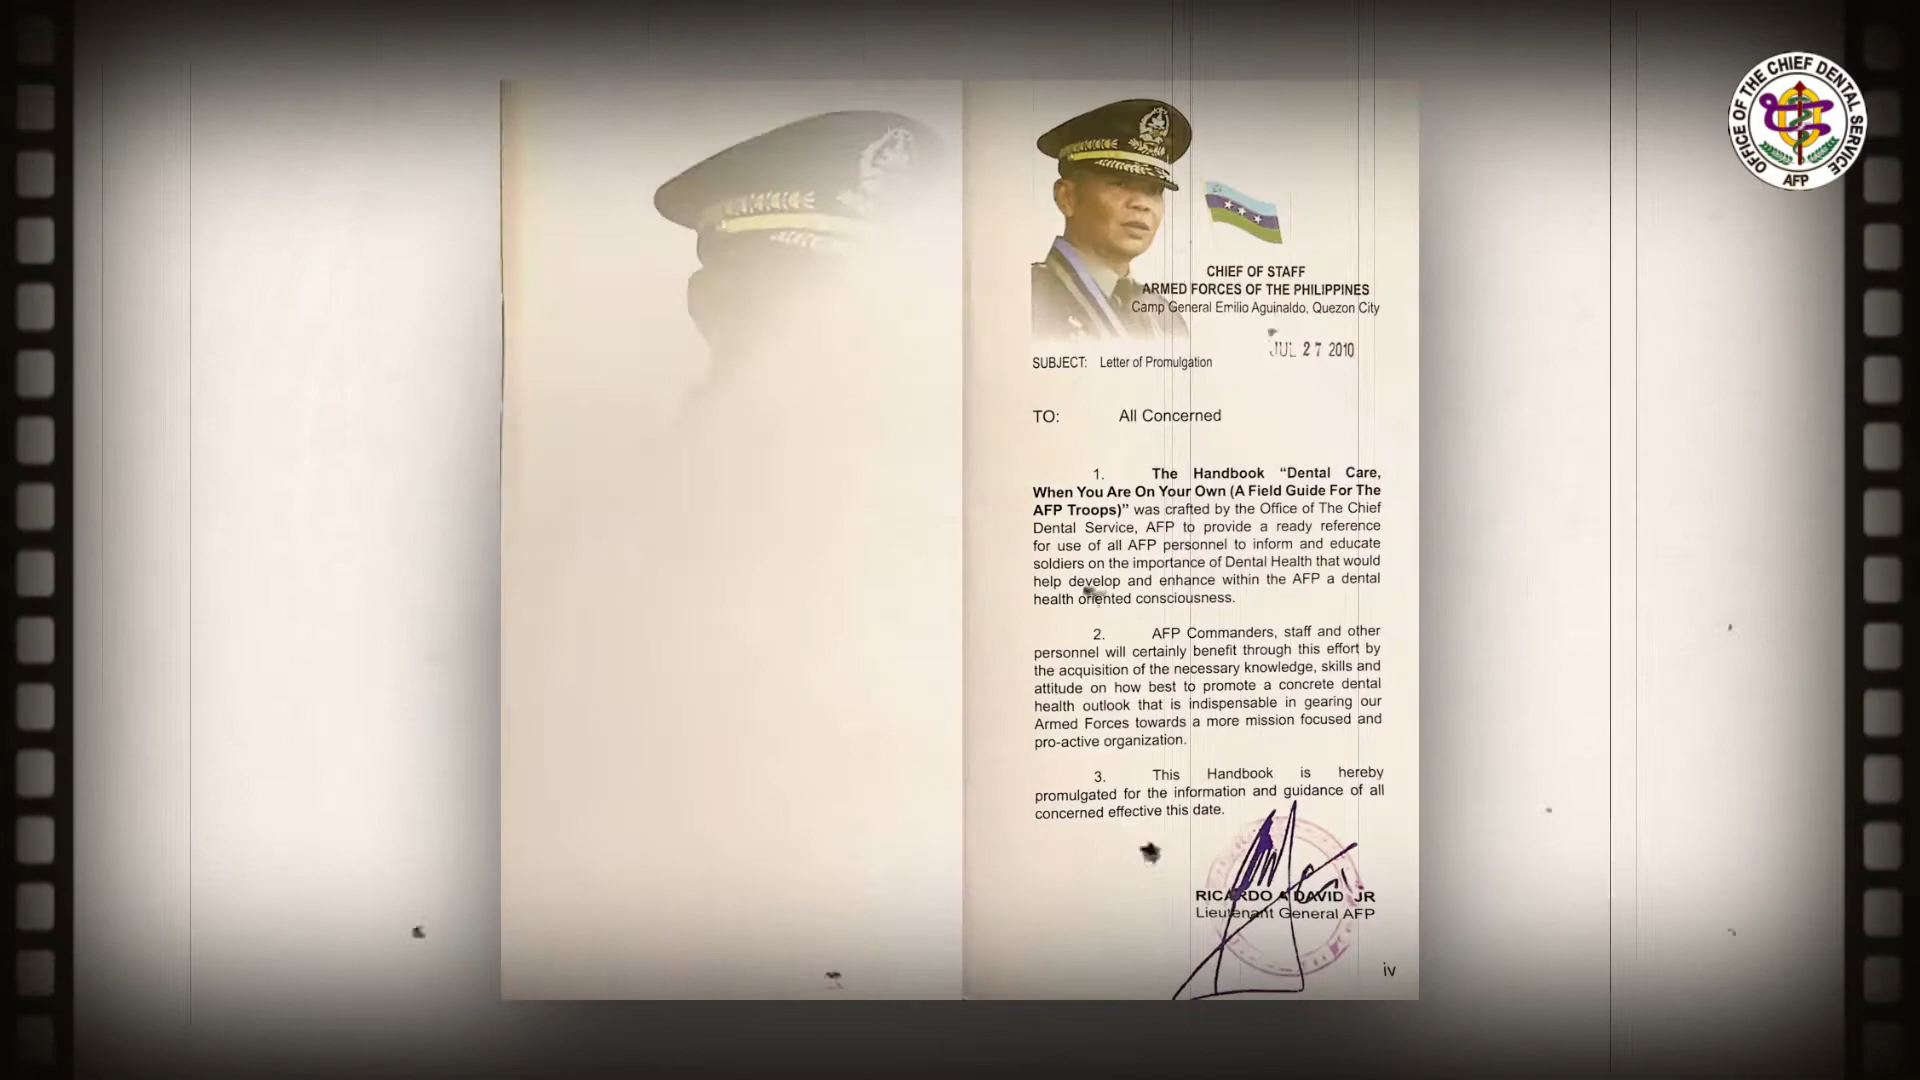 CHIEF OF STAFF
ARMED FORCES OF THE PHILIPPINES
Camp General Emilio Aguinaldo, Quezon City
JUL 27 2010
SUBJECT: Letter of Promulgation
TO: All Concerned
1. The Handbook “Dental Care,
When You Are On Your Own (A Field Guide For The
AFP Troops)” was crafted by the Office of The Chief
Dental Service, AFP to provide a ready reference
for use of all AFP personnel to inform and educate
soldiers on the importance of Dental Health that would
help develop and enhance within the AFP a dental
health oriented consciousness.
2. AFP Commanders, staff and other
personnel will certainly benefit through this effort by
the acquisition of the necessary knowledge, skills and
attitude on how best to promote a concrete dental
health outlook that is indispensable in gearing our
Armed Forces towards a more mission focused and
pro-active organization.
3. This Handbook is hereby
promulgated for the information and guidance of all
concerned effective this date.
RICARDO A DAVID JR
Lieutenant General AFP
iv
OFFICE OF THE CHIEF DENTAL SERVICE
AFP